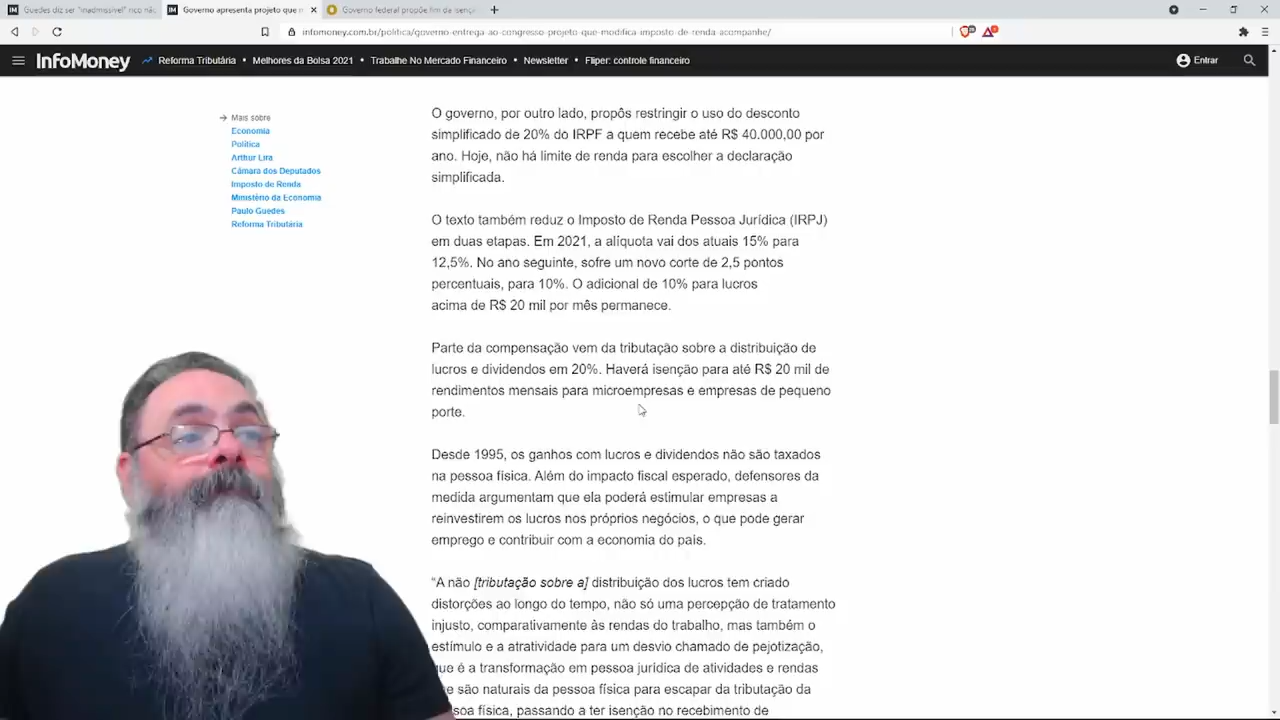 Guedes diz ser "inadmissível" rico não
Governo apresenta projeto que m
Governo federal propõe fim da isenç
infomoney.com.br/politica/governo-entrega-ao-congresso-projeto-que-modifica-imposto-de-renda-acompanhe/
InfoMoney
Reforma Tributária • Melhores da Bolsa 2021 • Trabalhe No Mercado Financeiro • Newsletter • Fliper: controle financeiro
Entrar
Mais sobre
Economia
Política
Arthur Lira
Câmara dos Deputados
Imposto de Renda
Ministério da Economia
Paulo Guedes
Reforma Tributária
O governo, por outro lado, propôs restringir o uso do desconto
simplificado de 20% do IRPF a quem recebe até R$ 40.000,00 por
ano. Hoje, não há limite de renda para escolher a declaração
simplificada.
O texto também reduz o Imposto de Renda Pessoa Jurídica (IRPJ)
em duas etapas. Em 2021, a alíquota vai dos atuais 15% para
12,5%. No ano seguinte, sofre um novo corte de 2,5 pontos
percentuais, para 10%. O adicional de 10% para lucros
acima de R$ 20 mil por mês permanece.
Parte da compensação vem da tributação sobre a distribuição de
lucros e dividendos em 20%. Haverá isenção para até R$ 20 mil de
rendimentos mensais para microempresas e empresas de pequeno
porte.
Desde 1995, os ganhos com lucros e dividendos não são taxados
na pessoa física. Além do impacto fiscal esperado, defensores da
medida argumentam que ela poderá estimular empresas a
reinvestirem os lucros nos próprios negócios, o que pode gerar
emprego e contribuir com a economia do país.
“A não [tributação sobre a] distribuição dos lucros tem criado
distorções ao longo do tempo, não só uma percepção de tratamento
injusto, comparativamente às rendas do trabalho, mas também o
estímulo e a atratividade para um desvio chamado de pejotização,
que é a transformação em pessoa jurídica de atividades e rendas
são naturais da pessoa física para escapar da tributação da
física, passando a ter isenção no recebimento de